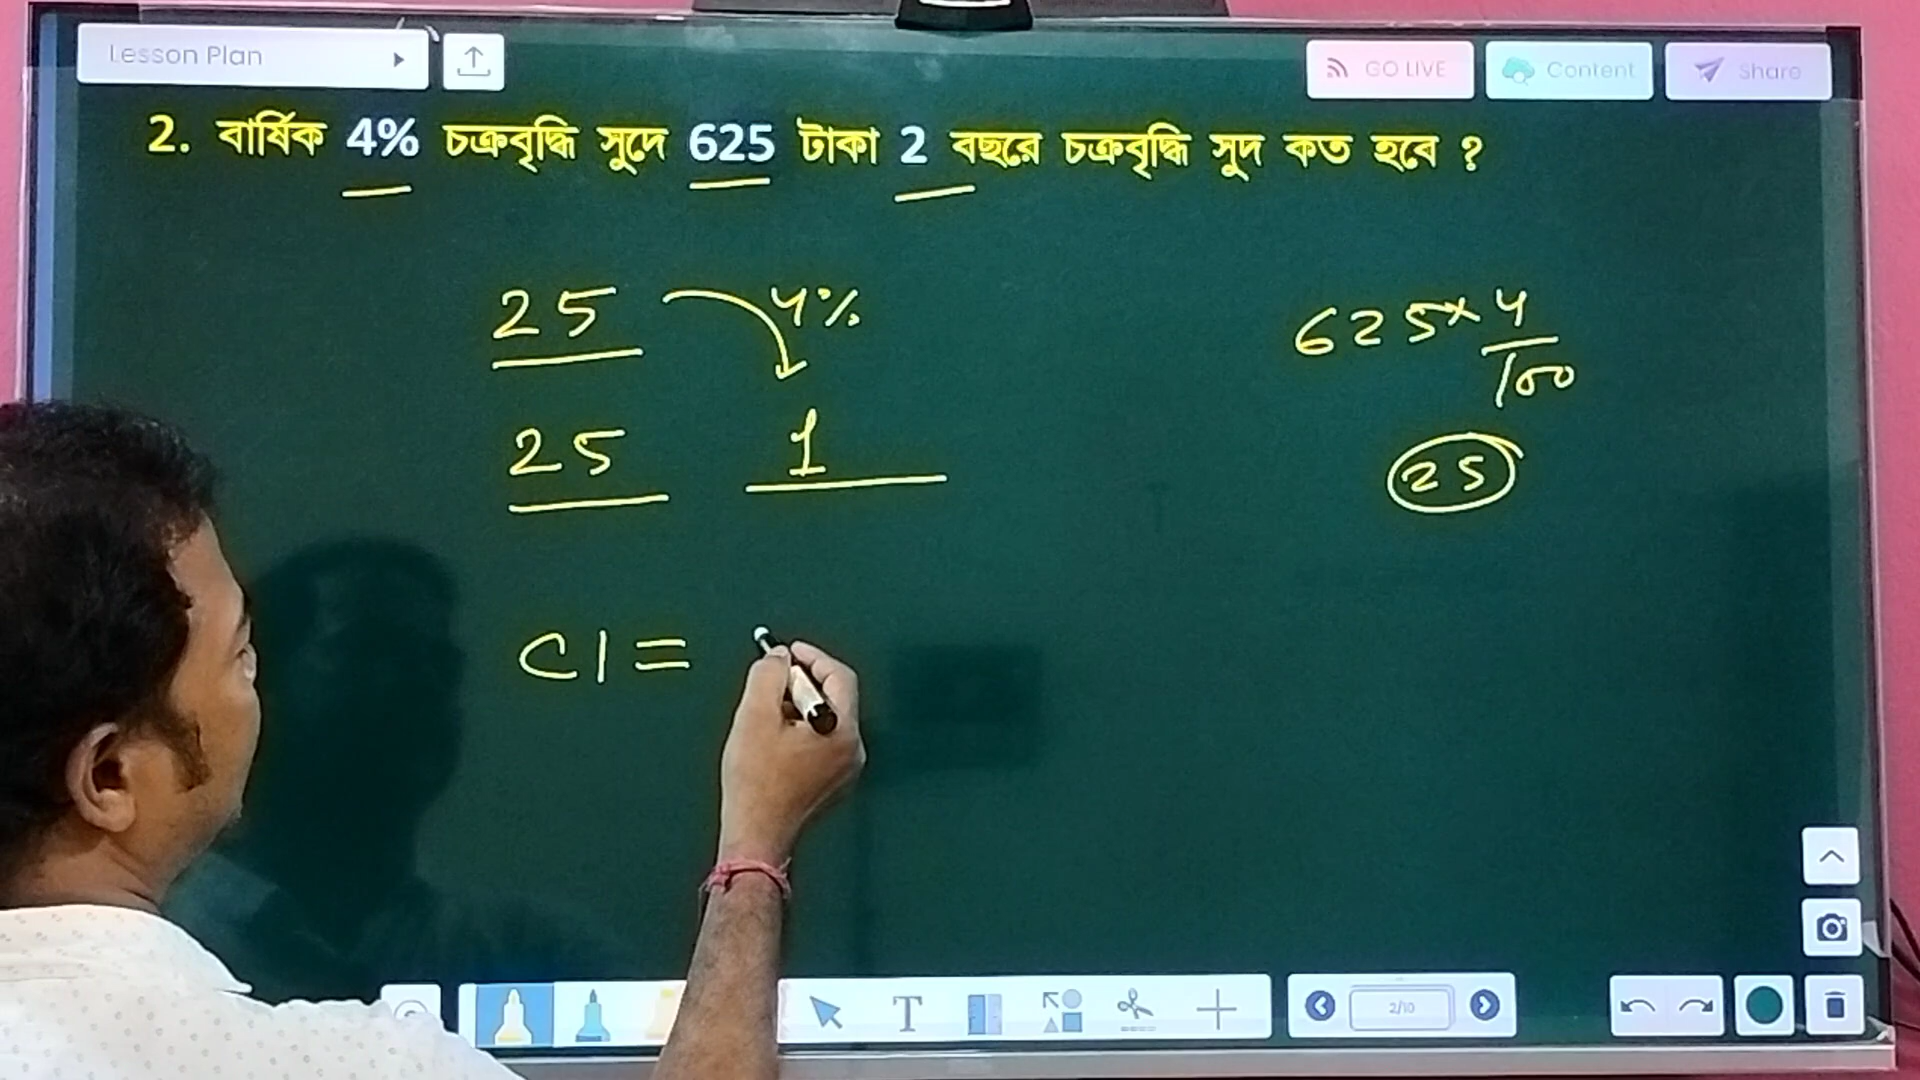 Lesson Plan
GO LIVE
Content
Share
2. বার্ষিক 4% চক্রবৃদ্ধি সুদে 625 টাকা 2 বছরে চক্রবৃদ্ধি সুদ কত হবে ?
25 4%
25 1
CI =
625 × 4/100
25
T
2/10